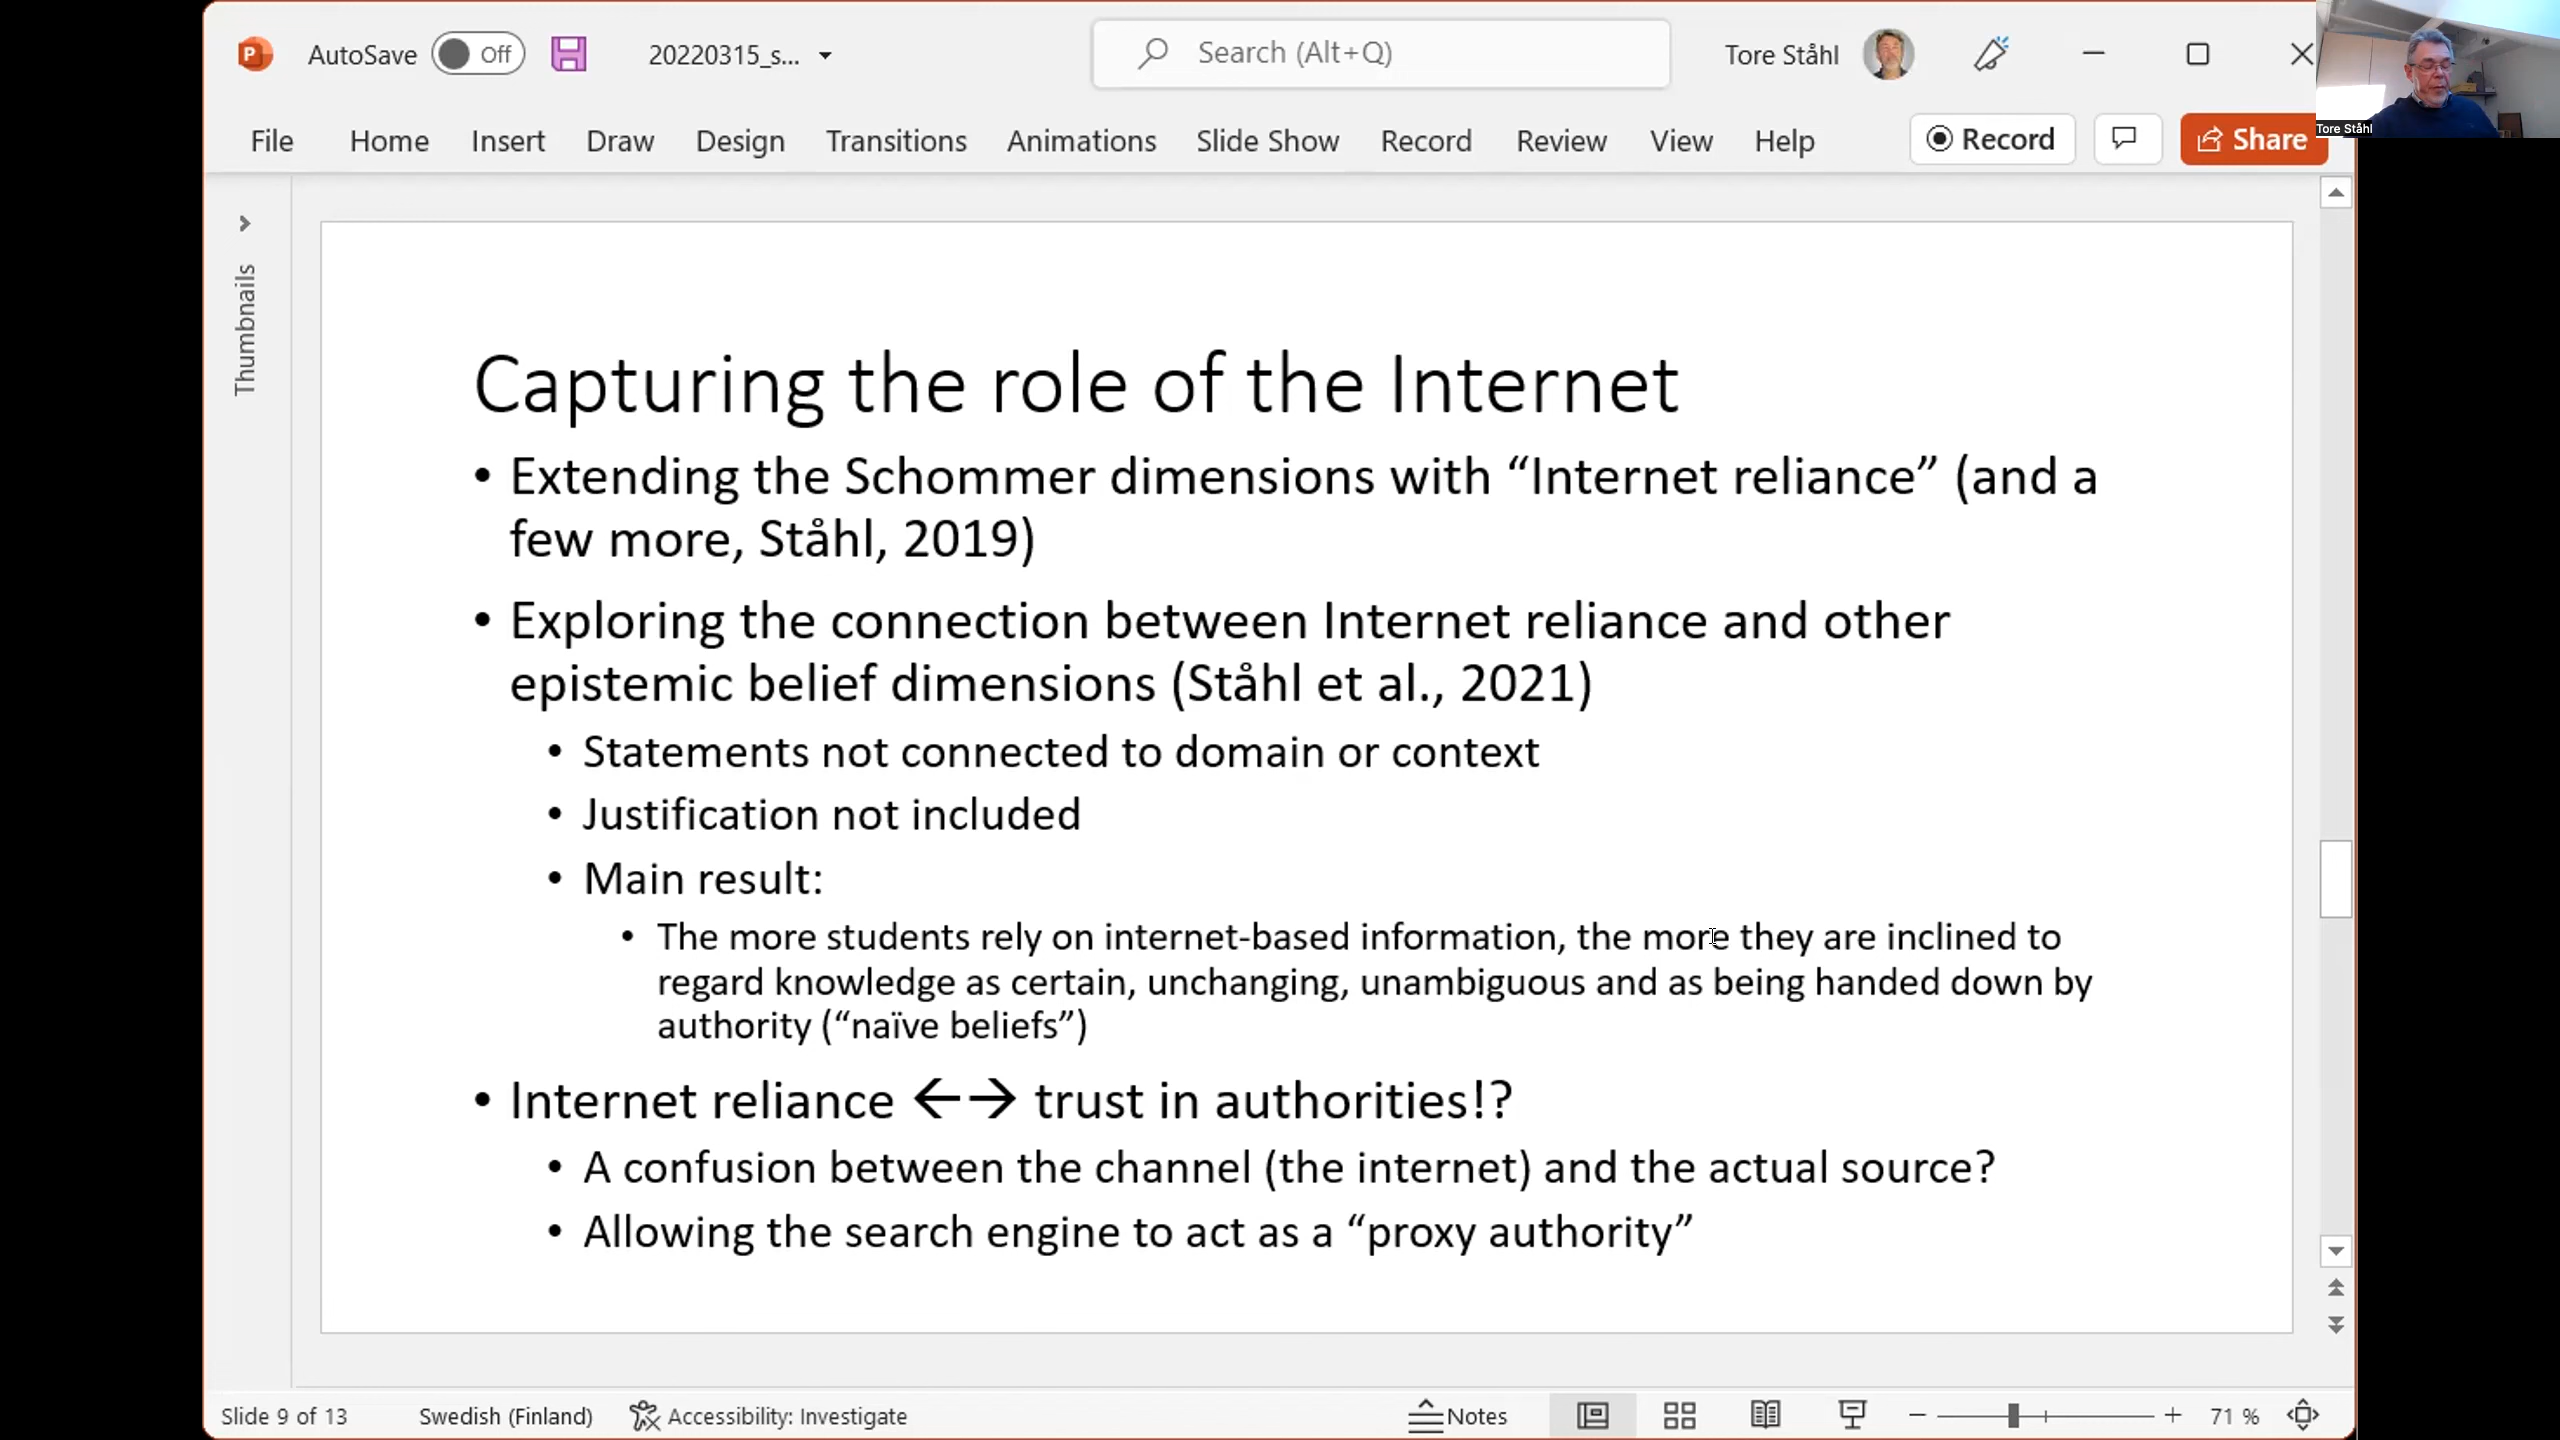 AutoSave Off 20220315_s... Search (Alt+Q) Tore Ståhl
Tore Ståhl
File Home Insert Draw Design Transitions Animations Slide Show Record Review View Help Record Share
Thumbnails
Capturing the role of the Internet
• Extending the Schommer dimensions with “Internet reliance” (and a
few more, Ståhl, 2019)
• Exploring the connection between Internet reliance and other
epistemic belief dimensions (Ståhl et al., 2021)
• Statements not connected to domain or context
• Justification not included
• Main result:
• The more students rely on internet-based information, the more they are inclined to
regard knowledge as certain, unchanging, unambiguous and as being handed down by
authority (“naïve beliefs”)
• Internet reliance ←→ trust in authorities!?
• A confusion between the channel (the internet) and the actual source?
• Allowing the search engine to act as a “proxy authority”
Slide 9 of 13 Swedish (Finland) Accessibility: Investigate Notes 71 %